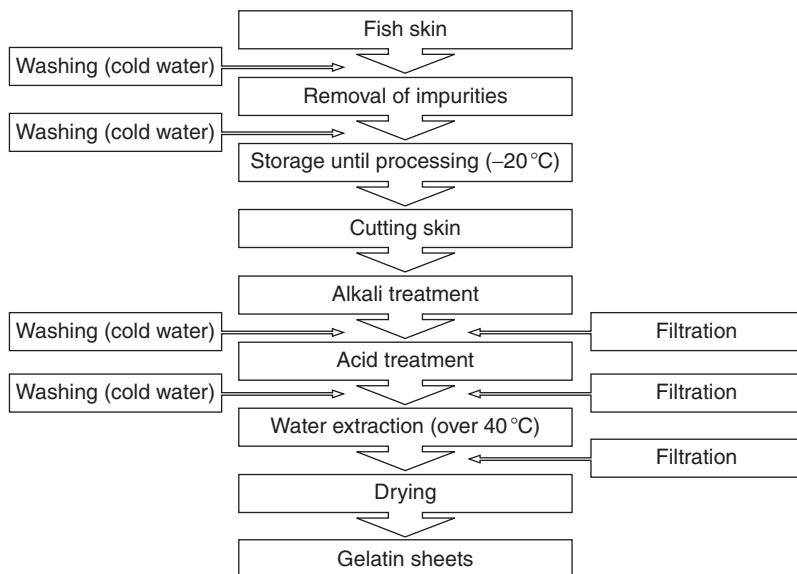 Fish skin
Washing (cold water)
Removal of impurities
Washing (cold water)
Storage until processing (–20 °C)
Cutting skin
Alkali treatment
Washing (cold water)
Filtration
Acid treatment
Washing (cold water)
Filtration
Water extraction (over 40 °C)
Filtration
Drying
Gelatin sheets